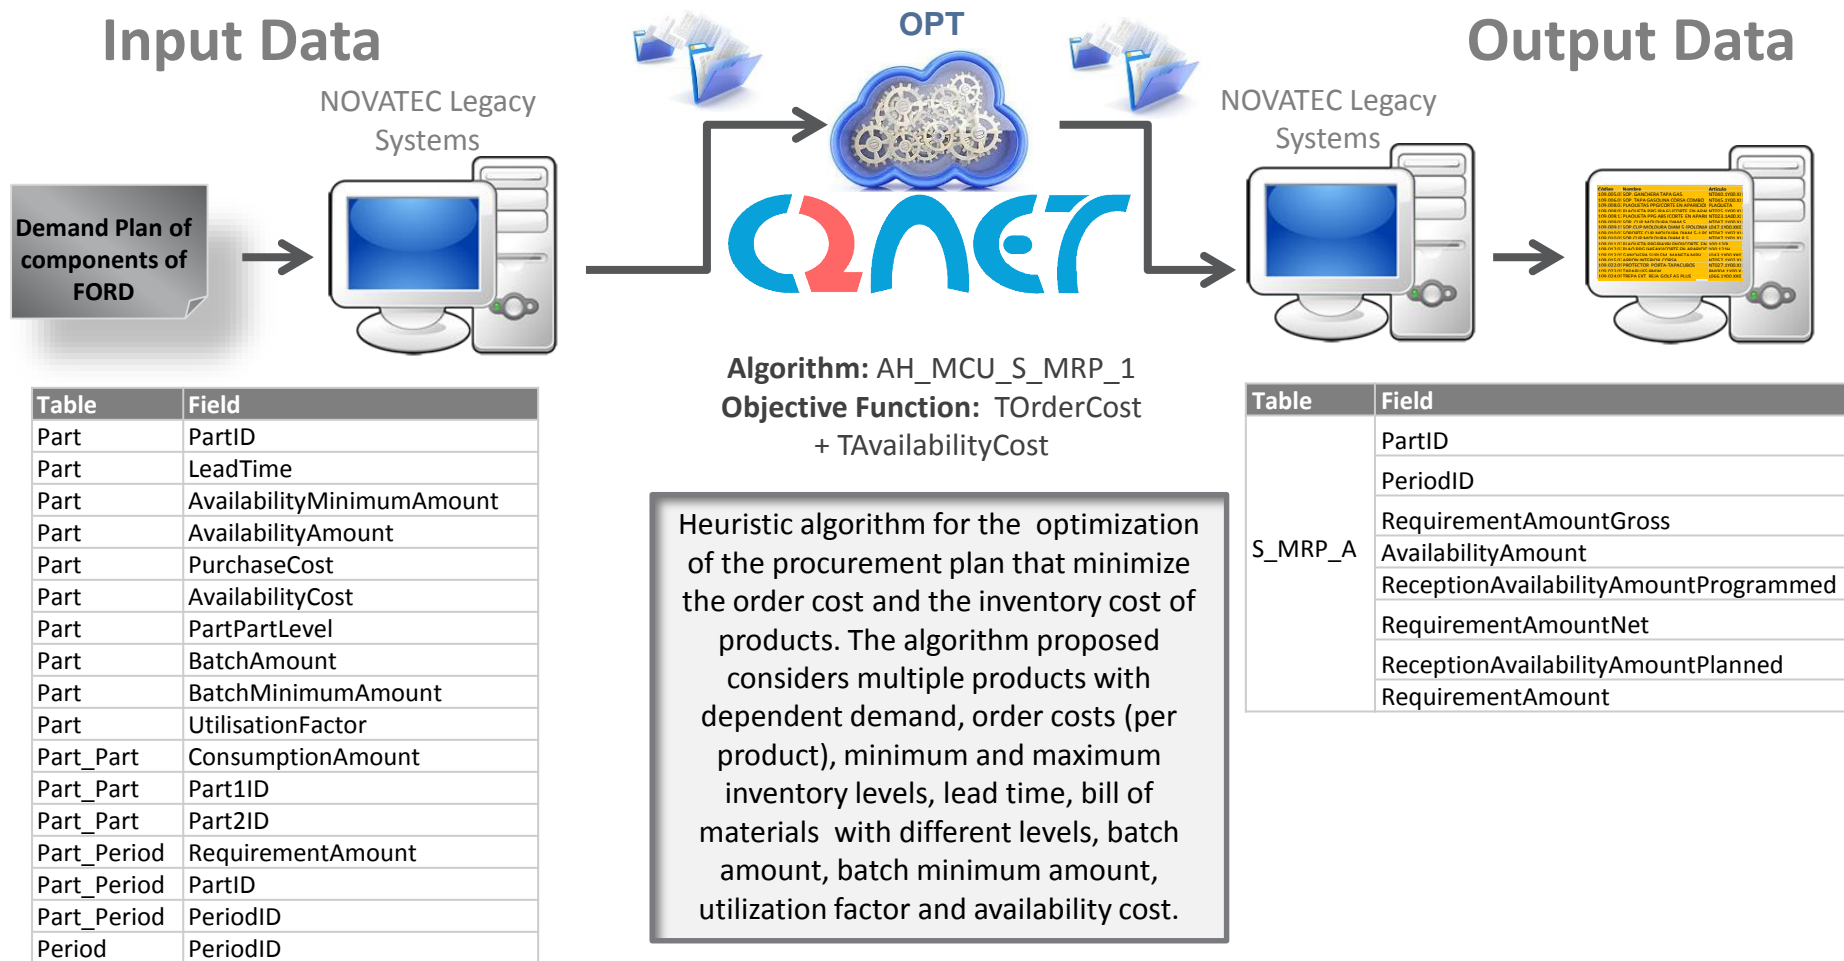 Input Data
OPT
Output Data
NOVATEC Legacy
Systems
NOVATEC Legacy
Systems
Demand Plan of
components of
FORD
C2NET
Código Nombre Artículo
Algorithm: AH_MCU_S_MRP_1
Objective Function: TOrderCost
+ TAvailabilityCost
Table Field
Part PartID
Part LeadTime
Part AvailabilityMinimumAmount
Part AvailabilityAmount
Part PurchaseCost
Part AvailabilityCost
Part PartPartLevel
Part BatchAmount
Part BatchMinimumAmount
Part UtilisationFactor
Part_Part ConsumptionAmount
Part_Part Part1ID
Part_Part Part2ID
Part_Period RequirementAmount
Part_Period PartID
Part_Period PeriodID
Period PeriodID
Heuristic algorithm for the optimization
of the procurement plan that minimize
the order cost and the inventory cost of
products. The algorithm proposed
considers multiple products with
dependent demand, order costs (per
product), minimum and maximum
inventory levels, lead time, bill of
materials with different levels, batch
amount, batch minimum amount,
utilization factor and availability cost.
Table Field
S_MRP_A
PartID
PeriodID
RequirementAmountGross
AvailabilityAmount
ReceptionAvailabilityAmountProgrammed
RequirementAmountNet
ReceptionAvailabilityAmountPlanned
RequirementAmount